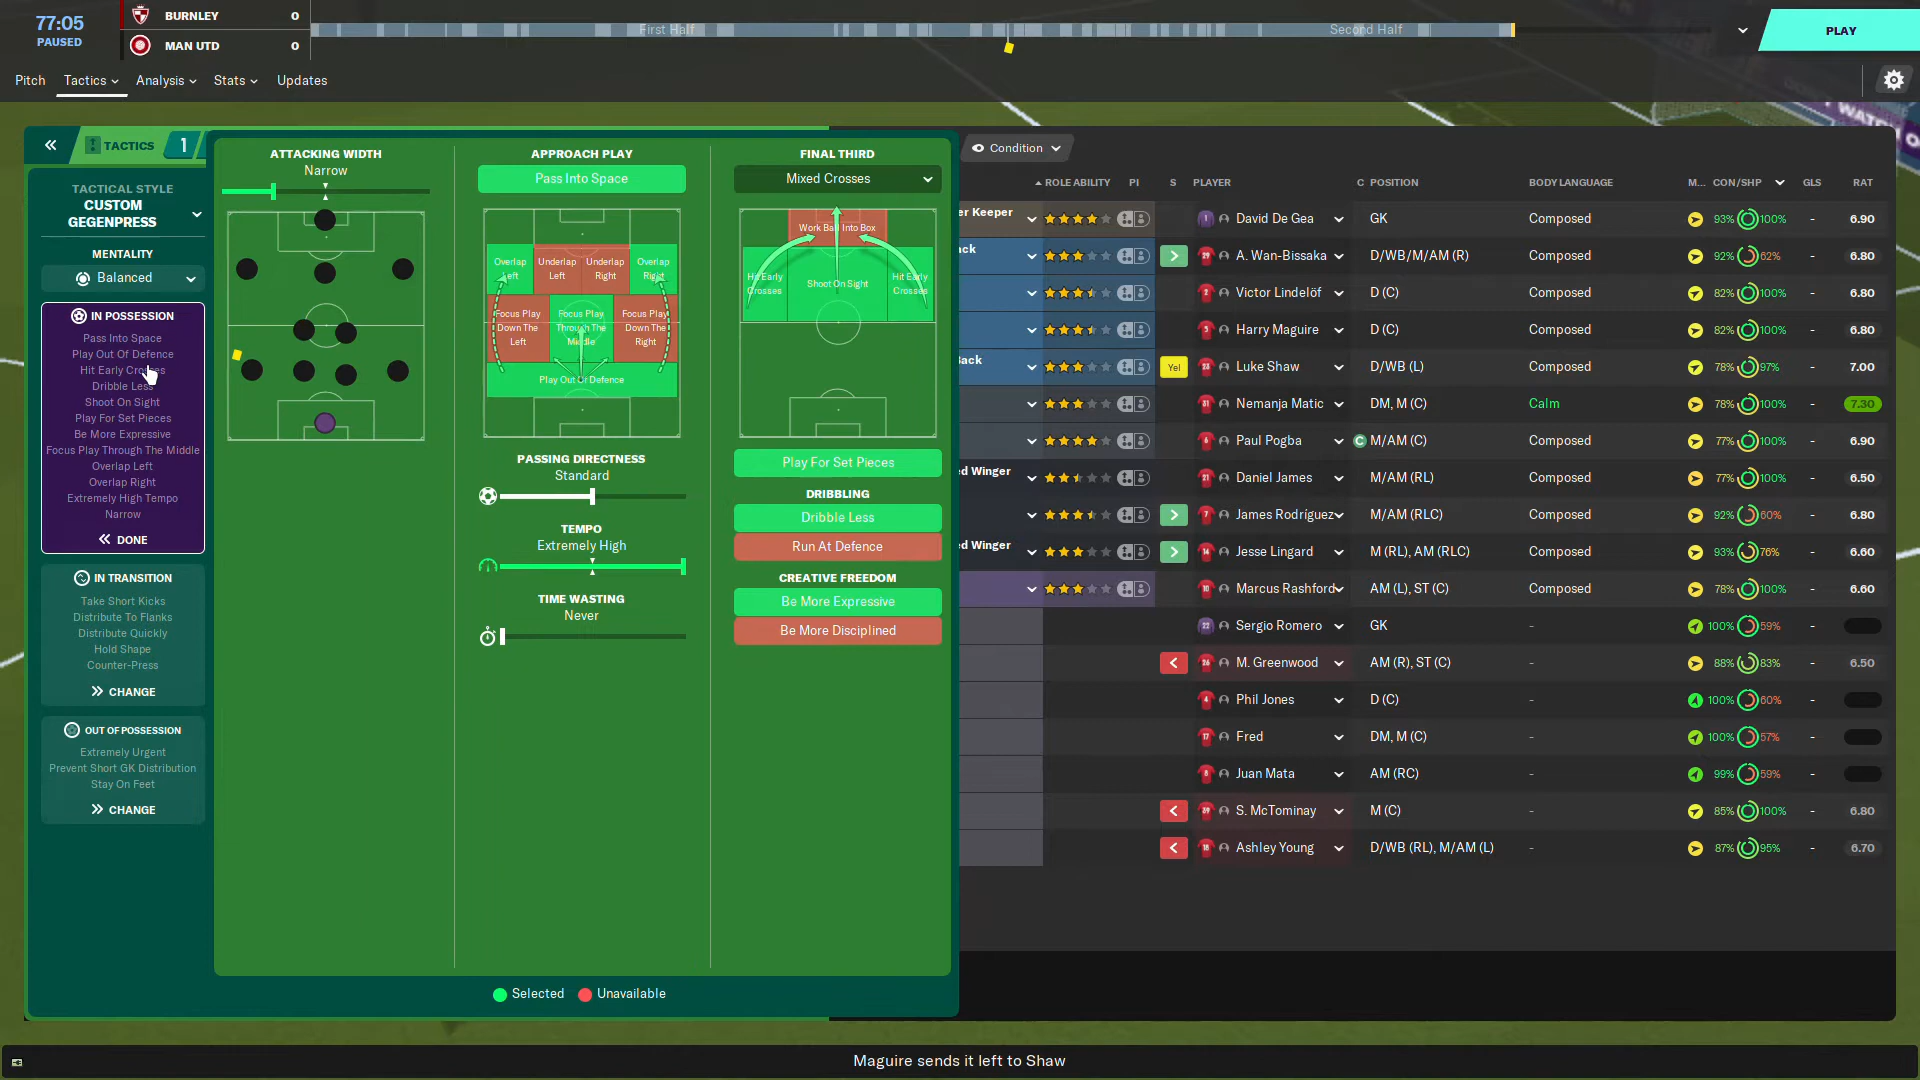 77:05
PAUSED
BURNLEY 0
MAN UTD 0
First Half
Second Half
PLAY
Pitch
Tactics
Analysis
Stats
Updates
TACTICS
1
TACTICAL STYLE
CUSTOM
GEGENPRESS
MENTALITY
Balanced
IN POSSESSION
Pass Into Space
Play Out Of Defence
Hit Early Crosses
Dribble Less
Shoot On Sight
Play For Set Pieces
Be More Expressive
Focus Play Through The Middle
Overlap Left
Overlap Right
Extremely High Tempo
Narrow
DONE
IN TRANSITION
Take Short Kicks
Distribute To Flanks
Distribute Quickly
Hold Shape
Counter-Press
CHANGE
OUT OF POSSESSION
Extremely Urgent
Prevent Short GK Distribution
Stay On Feet
CHANGE
ATTACKING WIDTH
Narrow
APPROACH PLAY
Pass Into Space
Overlap
Left
Underlap
Left
Underlap
Right
Overlap
Right
Focus Play
Down The
Left
Focus Play
Through The
Middle
Focus Play
Down The
Right
Play Out Of Defence
PASSING DIRECTNESS
Standard
TEMPO
Extremely High
TIME WASTING
Never
FINAL THIRD
Mixed Crosses
Work Ball Into Box
Hit Early
Crosses
Shoot On Sight
Hit Early
Crosses
Play For Set Pieces
DRIBBLING
Dribble Less
Run At Defence
CREATIVE FREEDOM
Be More Expressive
Be More Disciplined
Selected
Unavailable
Condition
ROLE ABILITY PI S PLAYER C POSITION BODY LANGUAGE M... CON/SHP GLS RAT
er Keeper David De Gea GK Composed 93% 100% - 6.90
ack A. Wan-Bissaka D/WB/M/AM (R) Composed 92% 62% - 6.80
Victor Lindelöf D (C) Composed 82% 100% - 6.80
Harry Maguire D (C) Composed 82% 100% - 6.80
Back Yel Luke Shaw D/WB (L) Composed 78% 97% - 7.00
Nemanja Matic DM, M (C) Calm 78% 100% - 7.30
Paul Pogba C M/AM (C) Composed 77% 100% - 6.90
ed Winger Daniel James M/AM (RL) Composed 77% 100% - 6.50
James Rodríguez M/AM (RLC) Composed 92% 60% - 6.80
ed Winger Jesse Lingard M (RL), AM (RLC) Composed 93% 76% - 6.60
Marcus Rashford AM (L), ST (C) Composed 78% 100% - 6.60
Sergio Romero GK - 100% 59% -
M. Greenwood AM (R), ST (C) - 88% 83% - 6.50
Phil Jones D (C) - 100% 60% -
Fred DM, M (C) - 100% 57% -
Juan Mata AM (RC) - 99% 59% -
S. McTominay M (C) - 85% 100% - 6.80
Ashley Young D/WB (RL), M/AM (L) - 87% 95% - 6.70
Maguire sends it left to Shaw